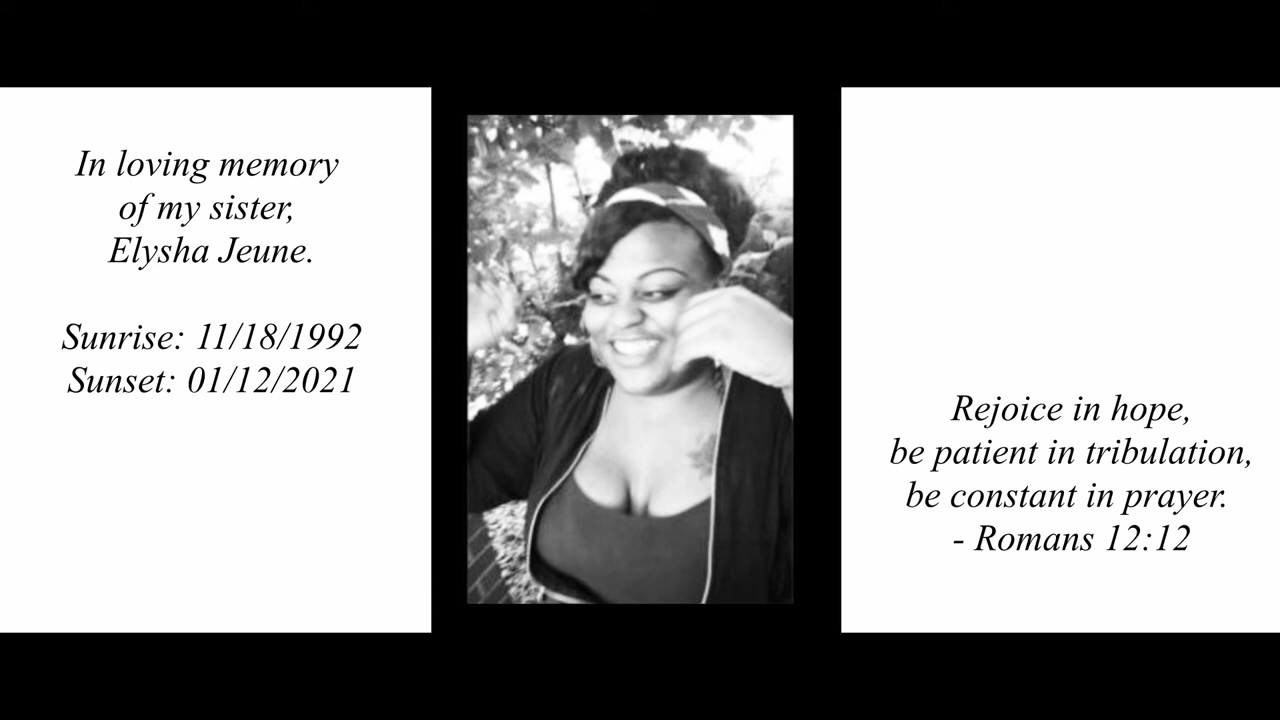 In loving memory
of my sister,
Elysha Jeune.
Sunrise: 11/18/1992
Sunset: 01/12/2021
Rejoice in hope,
be patient in tribulation,
be constant in prayer.
- Romans 12:12